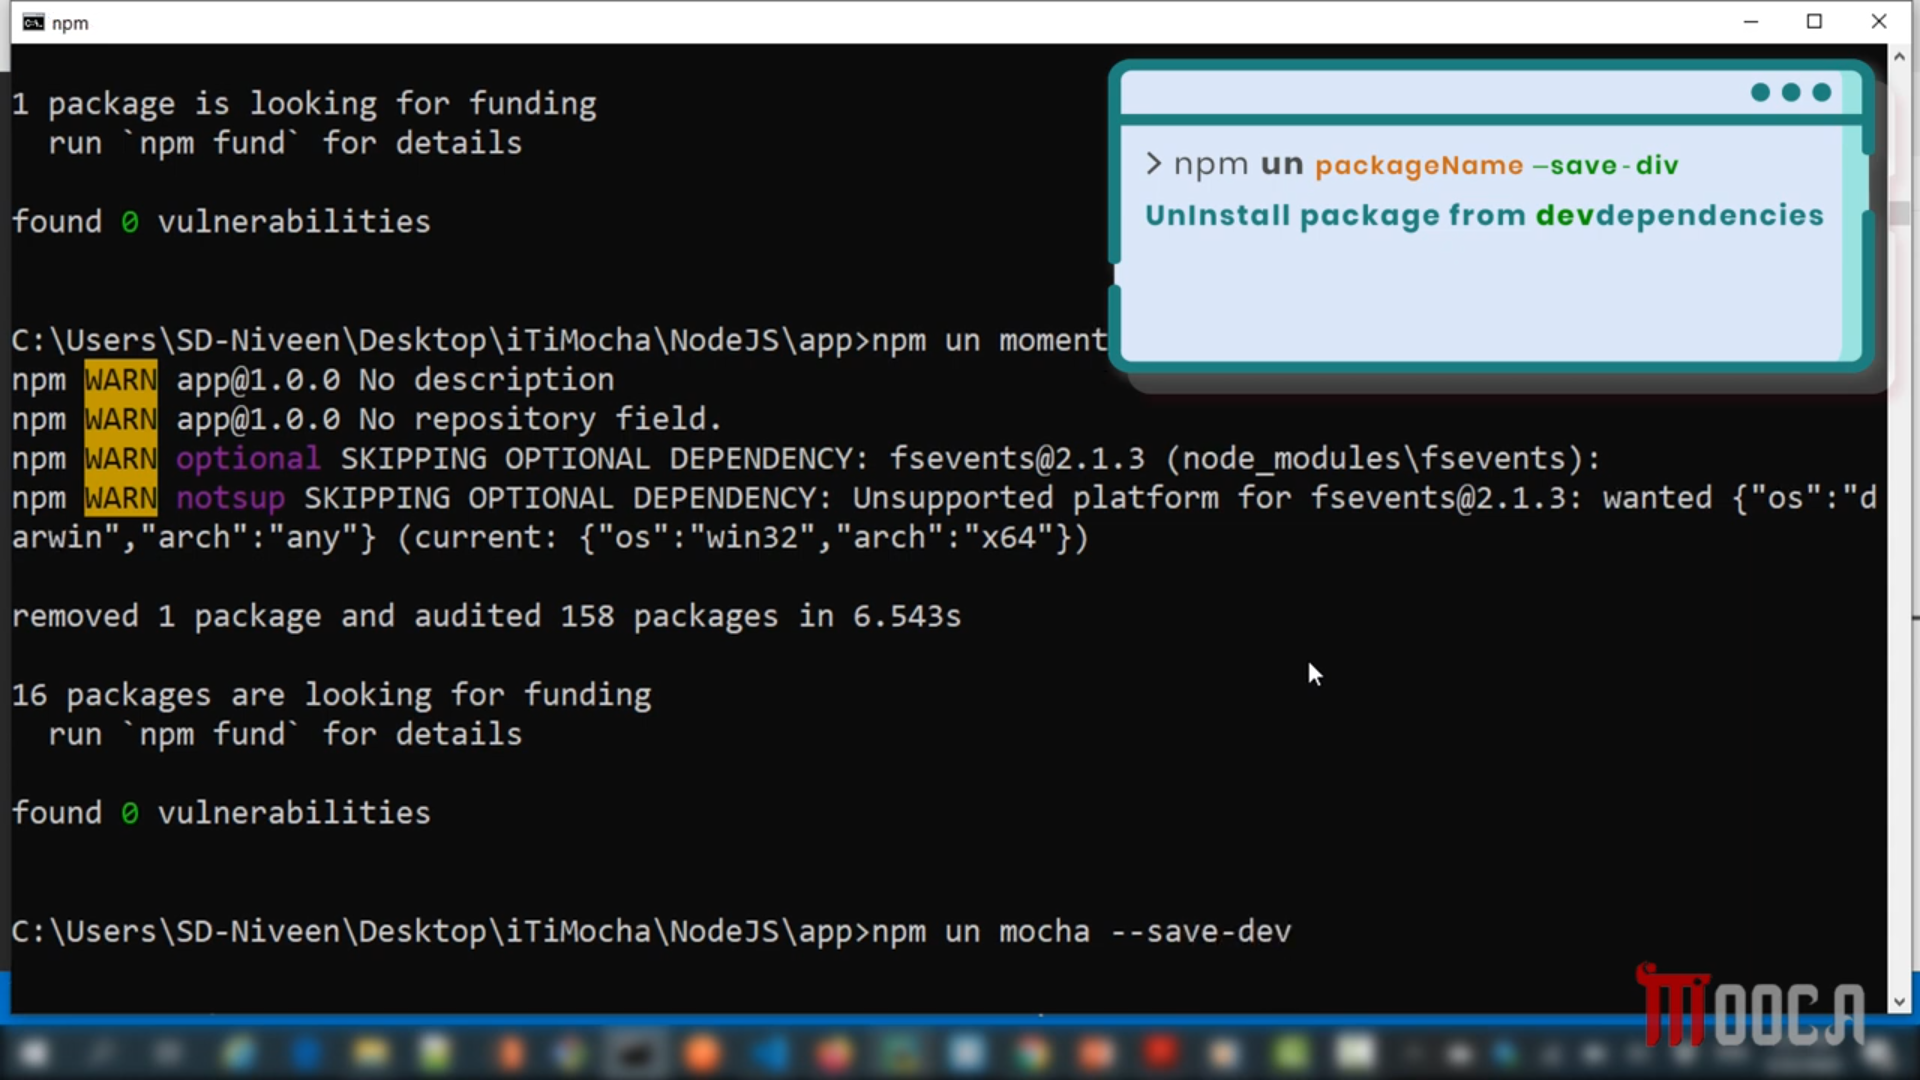 npm
1 package is looking for funding
run `npm fund` for details
found 0 vulnerabilities
> npm un packageName –save-div
UnInstall package from devdependencies
C:\Users\SD-Niveen\Desktop\iTiMocha\NodeJS\app>npm un moment
npm WARN app@1.0.0 No description
npm WARN app@1.0.0 No repository field.
npm WARN optional SKIPPING OPTIONAL DEPENDENCY: fsevents@2.1.3 (node_modules\fsevents):
npm WARN notsup SKIPPING OPTIONAL DEPENDENCY: Unsupported platform for fsevents@2.1.3: wanted {"os":"d
arwin","arch":"any"} (current: {"os":"win32","arch":"x64"})
removed 1 package and audited 158 packages in 6.543s
16 packages are looking for funding
run `npm fund` for details
found 0 vulnerabilities
C:\Users\SD-Niveen\Desktop\iTiMocha\NodeJS\app>npm un mocha --save-dev
iTiMOOCA